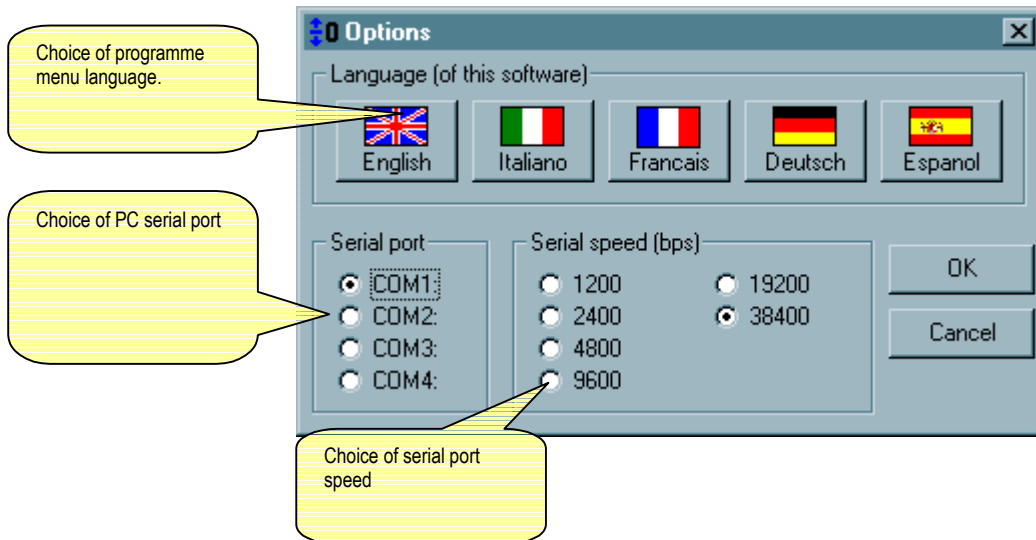 Choice of programme
menu language.
0 Options
Language (of this software)
English Italiano Francais Deutsch Espanol
Choice of PC serial port
Serial port
COM1:
COM2:
COM3:
COM4:
Serial speed (bps)
1200 19200
2400 38400
4800
9600
OK
Cancel
Choice of serial port
speed